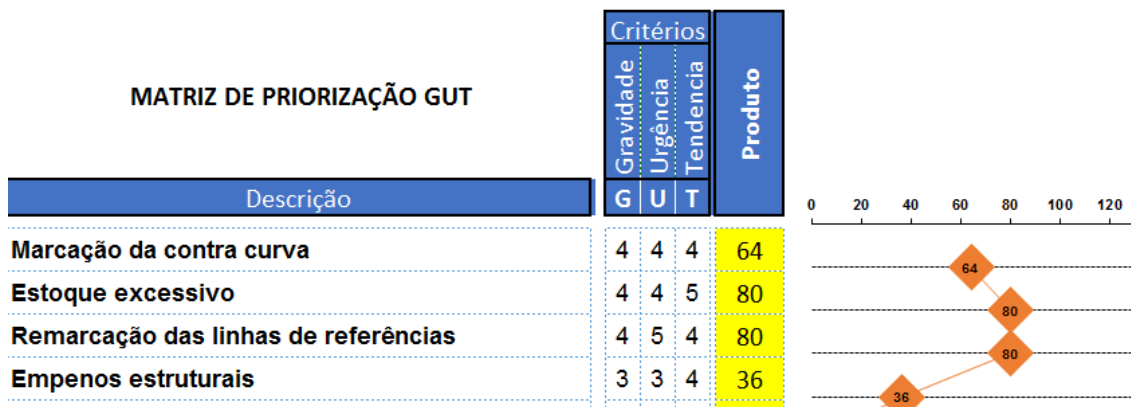 Critérios
MATRIZ DE PRIORIZAÇÃO GUT
Gravidade
Urgência
Tendencia
Produto
Descrição
G U T
0 20 40 60 80 100 120
Marcação da contra curva 4 4 4 64
64
Estoque excessivo 4 4 5 80
80
Remarcação das linhas de referências 4 5 4 80
80
Empenos estruturais 3 3 4 36
36